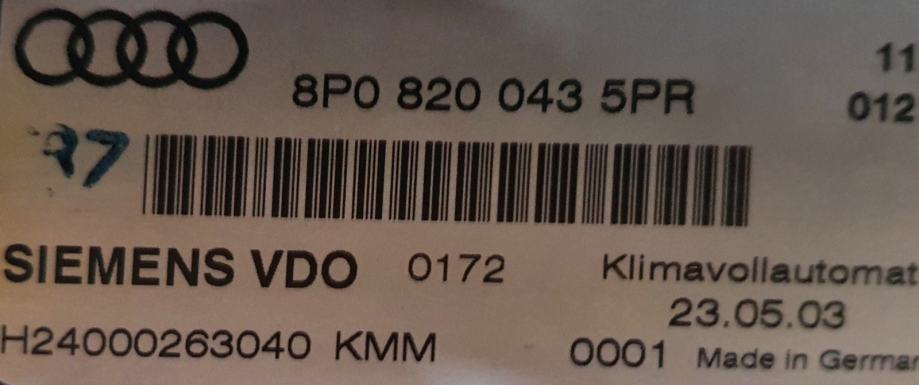 8P0 820 043 5PR 11
012
SIEMENS VDO 0172 Klimavollautomat
23.05.03
H24000263040 KMM 0001 Made in German